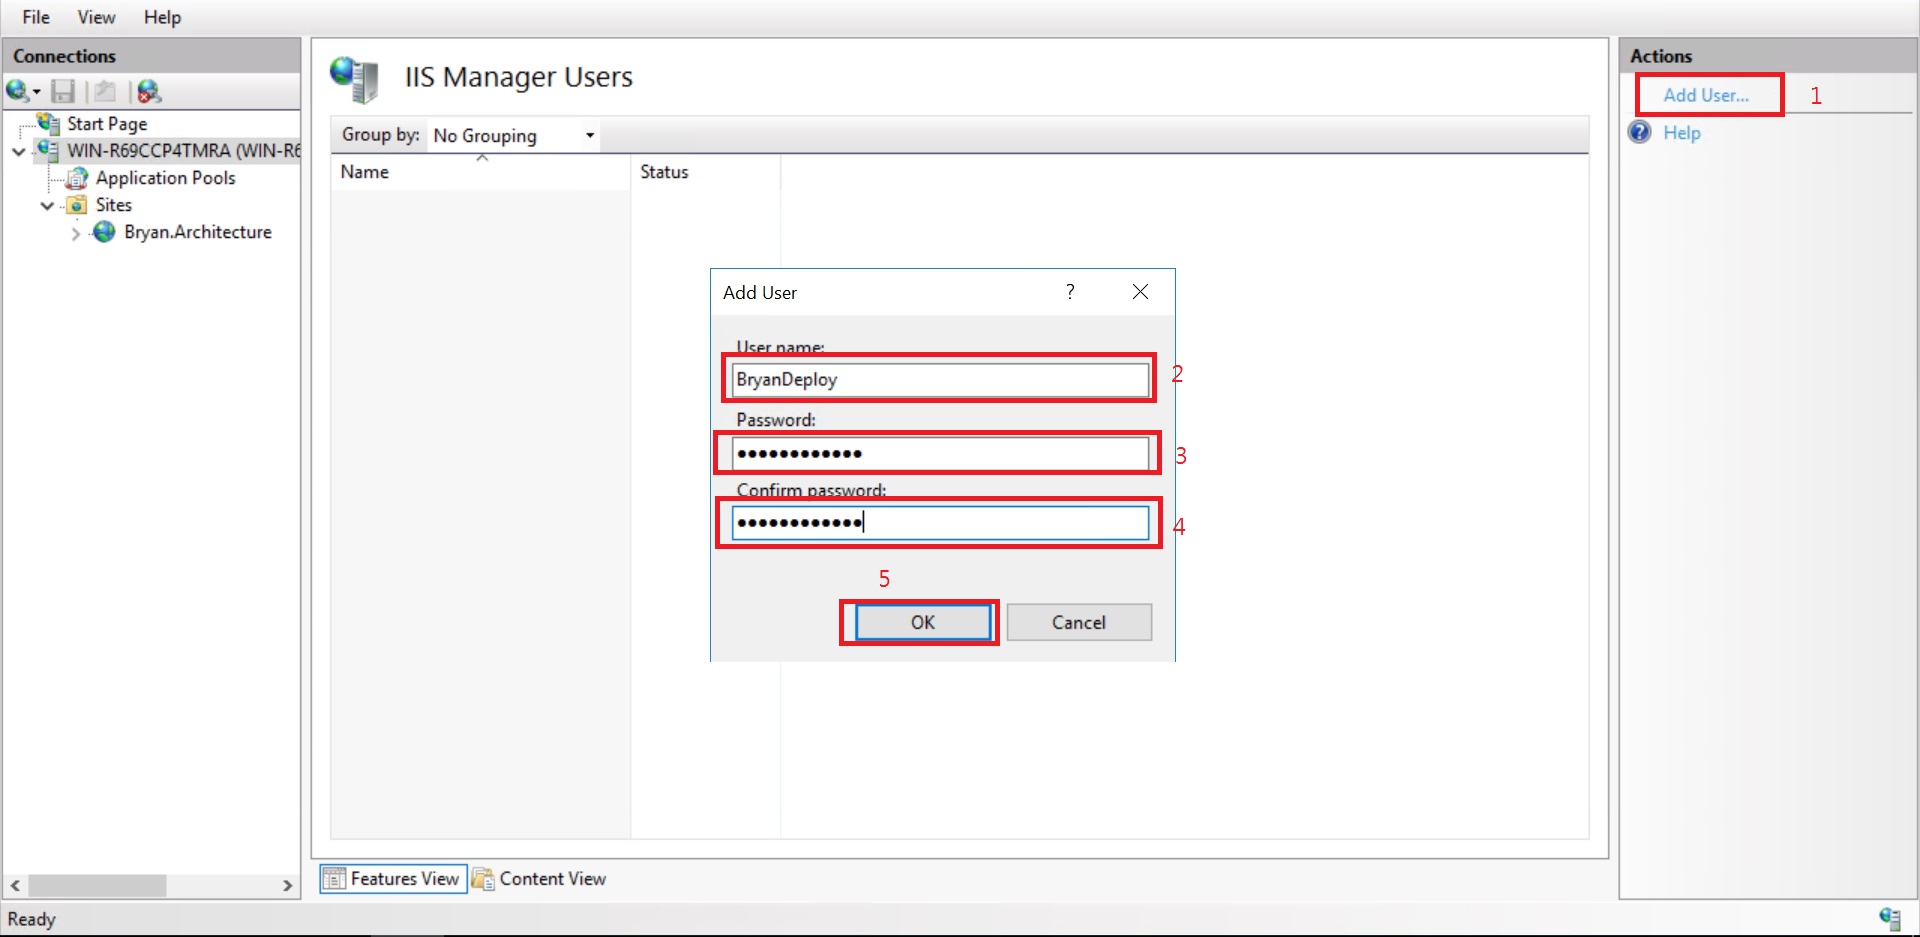 File View Help
Connections
Start Page
WIN-R69CCP4TMRA (WIN-R6
Application Pools
Sites
Bryan.Architecture
IIS Manager Users
Group by: No Grouping
Name Status
Add User ? 
User name:
BryanDeploy 2
Password:
●●●●●●●●●●●● 3
Confirm password:
●●●●●●●●●●●● 4
5
OK Cancel
Features View Content View
Actions
Add User... 1
Help
Ready